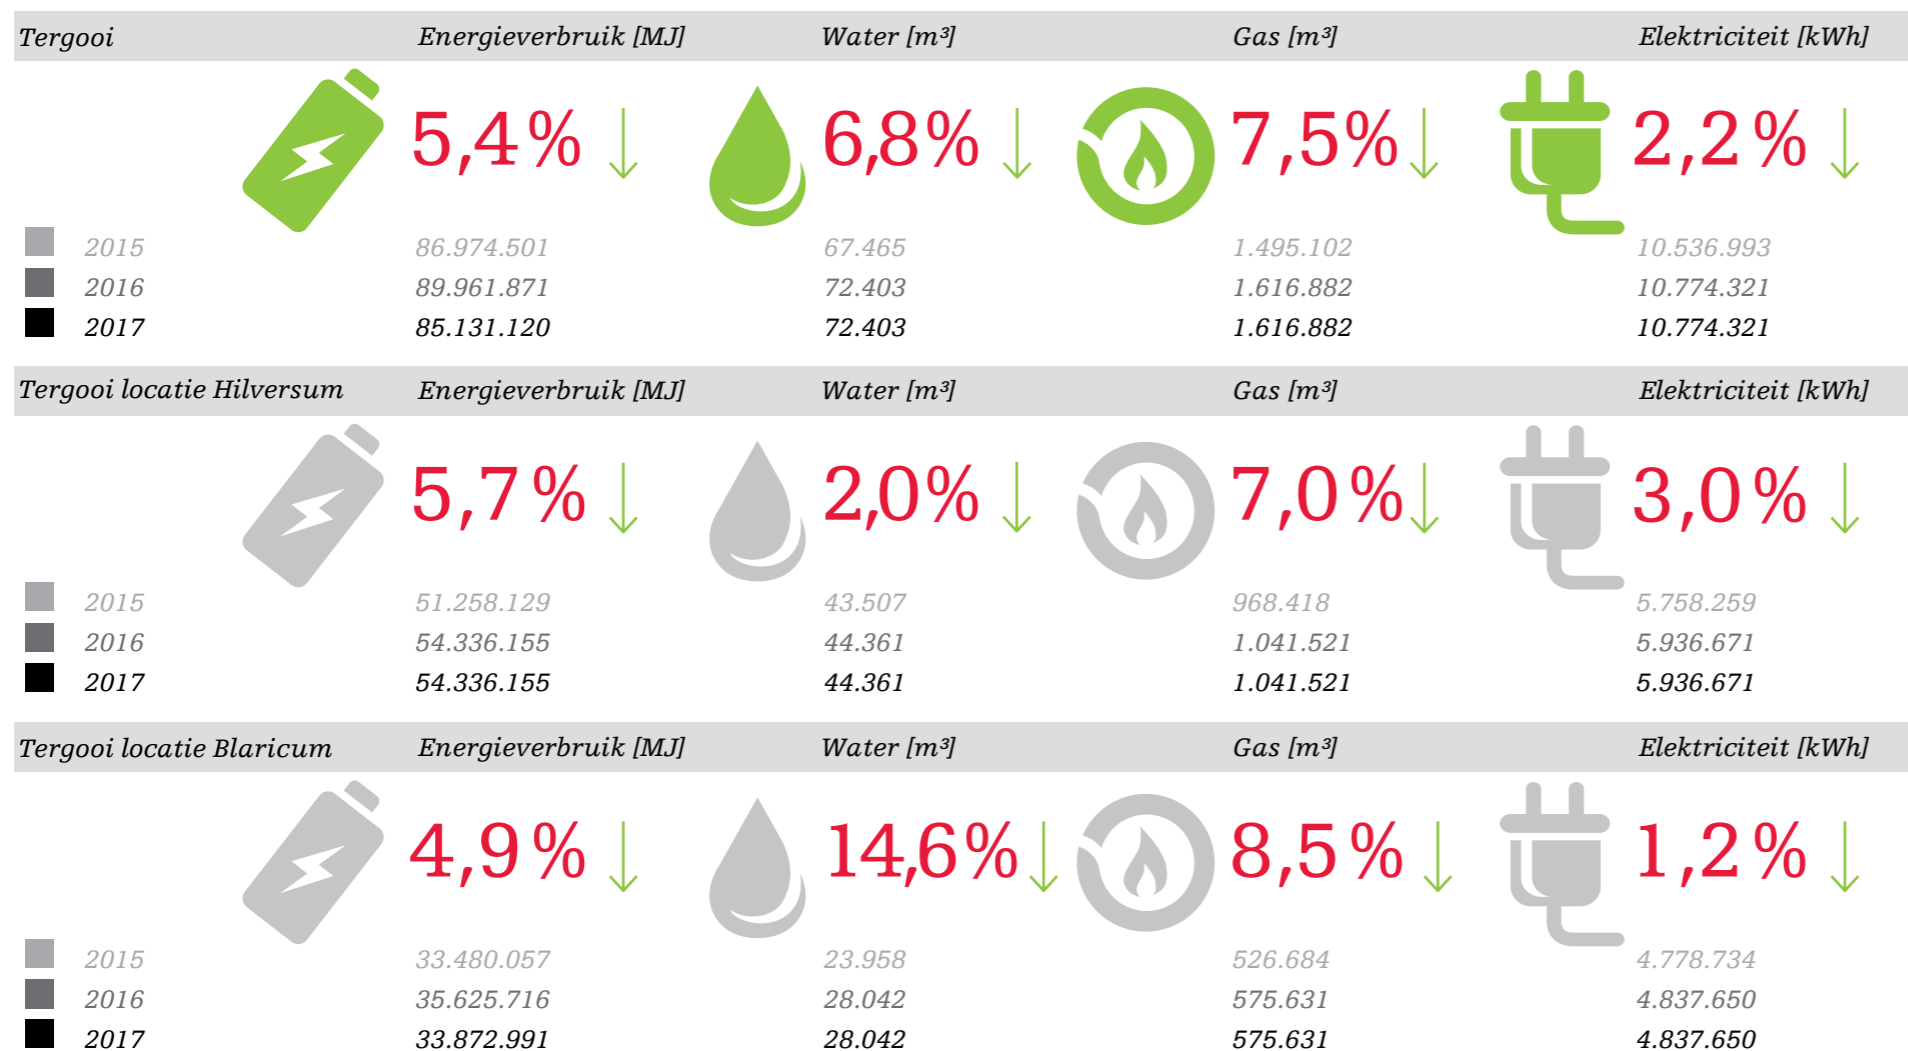 Tergooi Energieverbruik [MJ] Water [m³] Gas [m³] Elektriciteit [kWh]
5,4% 6,8% 7,5% 2,2%
2015 86.974.501 67.465 1.495.102 10.536.993
2016 89.961.871 72.403 1.616.882 10.774.321
2017 85.131.120 72.403 1.616.882 10.774.321
Tergooi locatie Hilversum Energieverbruik [MJ] Water [m³] Gas [m³] Elektriciteit [kWh]
5,7% 2,0% 7,0% 3,0%
2015 51.258.129 43.507 968.418 5.758.259
2016 54.336.155 44.361 1.041.521 5.936.671
2017 54.336.155 44.361 1.041.521 5.936.671
Tergooi locatie Blaricum Energieverbruik [MJ] Water [m³] Gas [m³] Elektriciteit [kWh]
4,9% 14,6% 8,5% 1,2%
2015 33.480.057 23.958 526.684 4.778.734
2016 35.625.716 28.042 575.631 4.837.650
2017 33.872.991 28.042 575.631 4.837.650